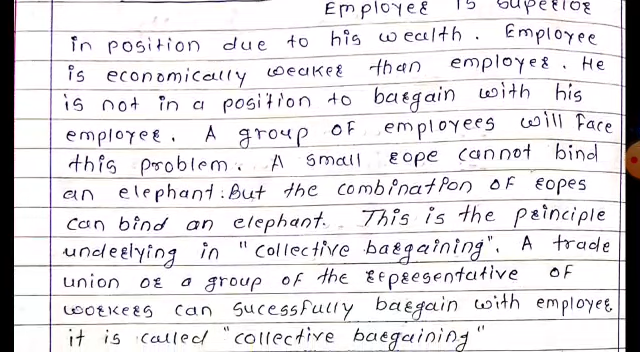 Employer is superior
in position due to his wealth. Employee
is economically weaker than employer. He
is not in a position to bargain with his
employer. A group of employees will face
this problem. A small rope cannot bind
an elephant. But the combination of ropes
can bind an elephant. This is the principle
underlying in "collective bargaining". A trade
union or a group of the representative of
workers can sucessfully bargain with employer
it is called "collective bargaining"